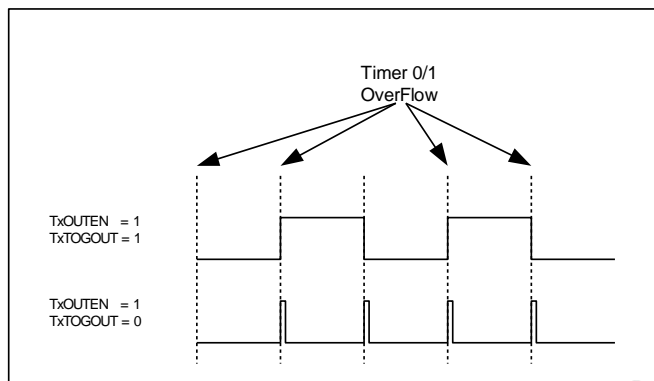 Timer 0/1
OverFlow
TxOUTEN = 1
TxTOGOUT = 1
TxOUTEN = 1
TxTOGOUT = 0